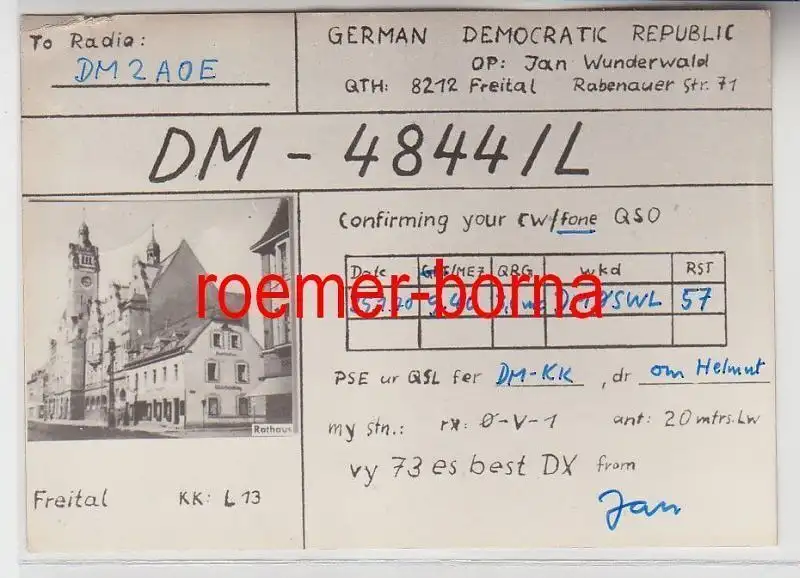 To Radio:
DM2AOE
GERMAN DEMOCRATIC REPUBLIC
OP: Jan Wunderwald
QTH: 8212 Freital Rabenauer Str. 71
DM - 4844/L
Confirming your cw/fone QSO
Date /MEZ QRG wkd RST
SWL 57
PSE ur QSL fer DM-KK, dr om Helmut
my stn.: rx: 0-V-1 ant: 20 mtrs.Lw
vy 73 es best DX from
Jan
Rathaus
Freital KK: L13
roemer-borna